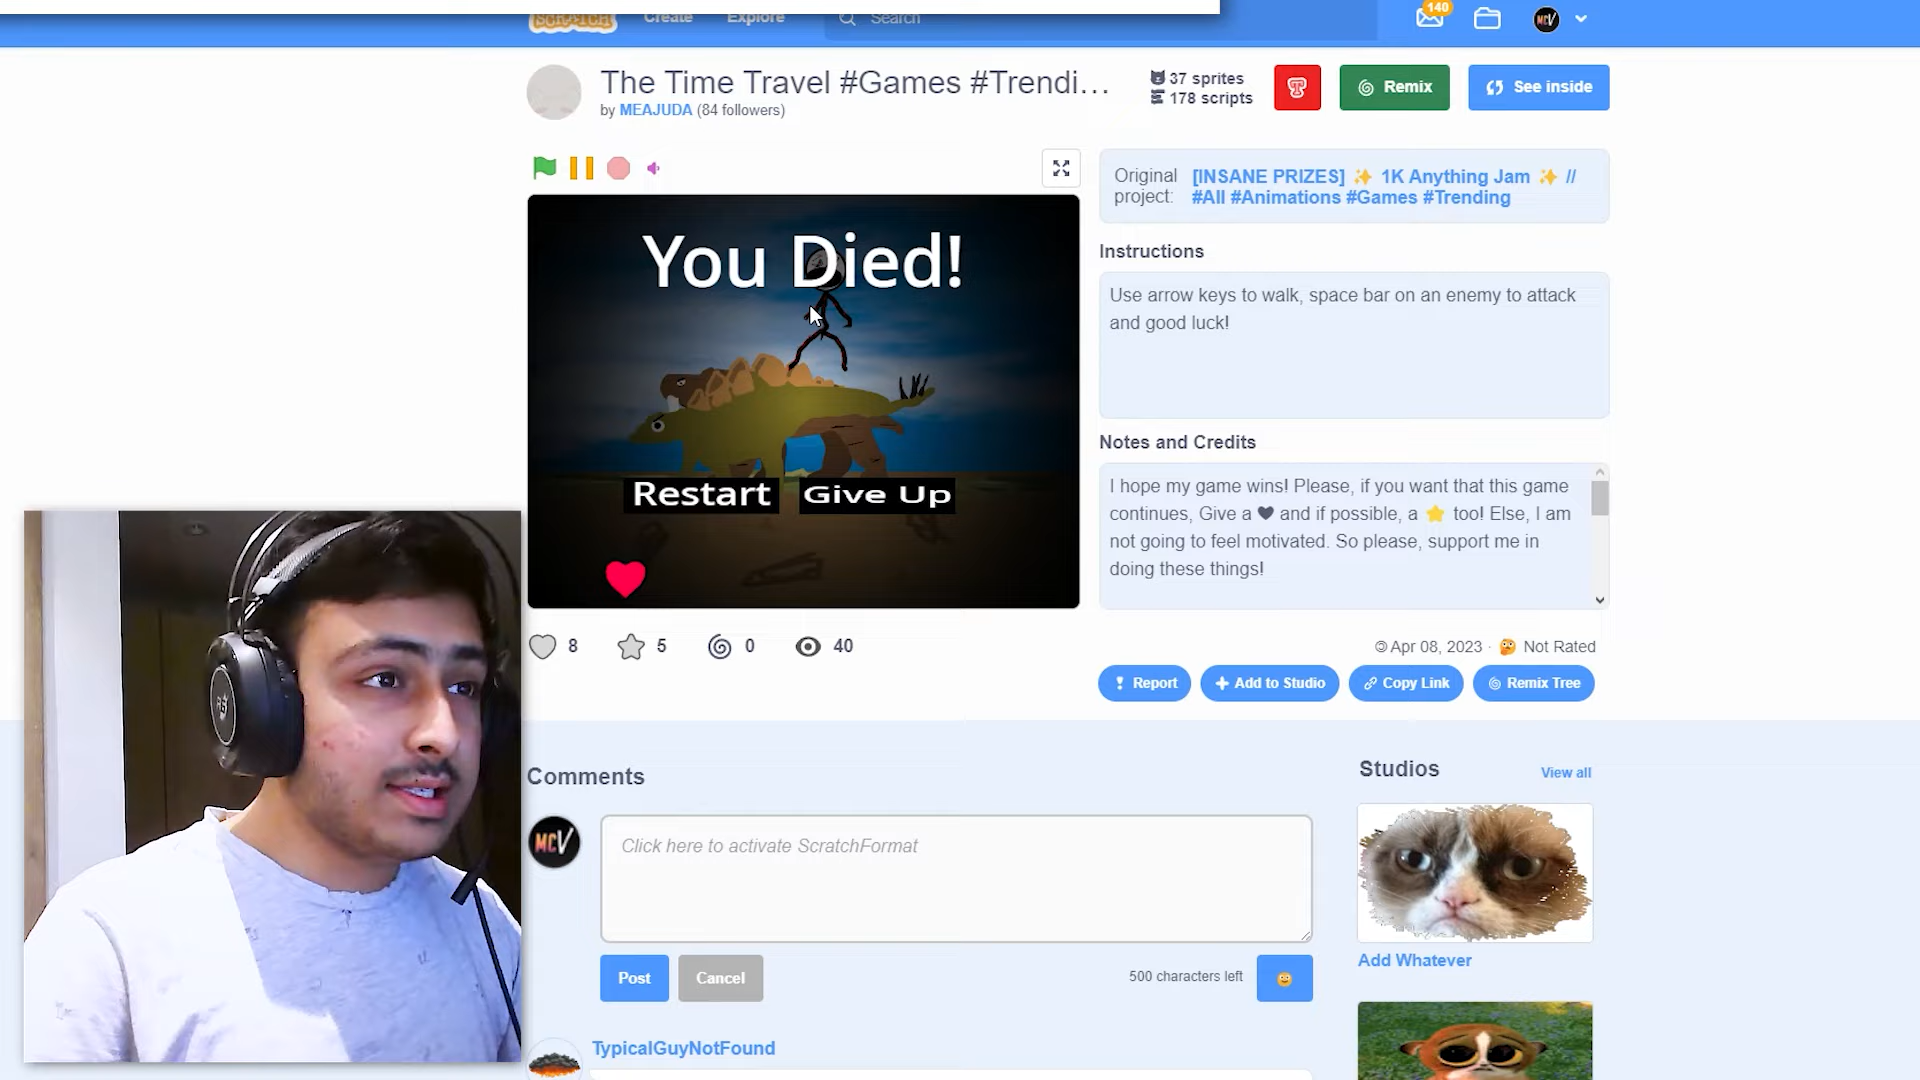 SCRATCH Create Explore Search 140 MCV
The Time Travel #Games #Trendi...
by MEAJUDA (84 followers)
37 sprites
178 scripts
Remix
See inside
Original project: [INSANE PRIZES] ✨ 1K Anything Jam ✨ //
#All #Animations #Games #Trending
Instructions
Use arrow keys to walk, space bar on an enemy to attack
and good luck!
You Died!
Restart Give Up
Notes and Credits
I hope my game wins! Please, if you want that this game
continues, Give a 🖤 and if possible, a ⭐ too! Else, I am
not going to feel motivated. So please, support me in
doing these things!
8 5 0 40
© Apr 08, 2023 · 🤔 Not Rated
Report Add to Studio Copy Link Remix Tree
Comments
MCV
Click here to activate ScratchFormat
Post Cancel 500 characters left
Studios View all
Add Whatever
TypicalGuyNotFound